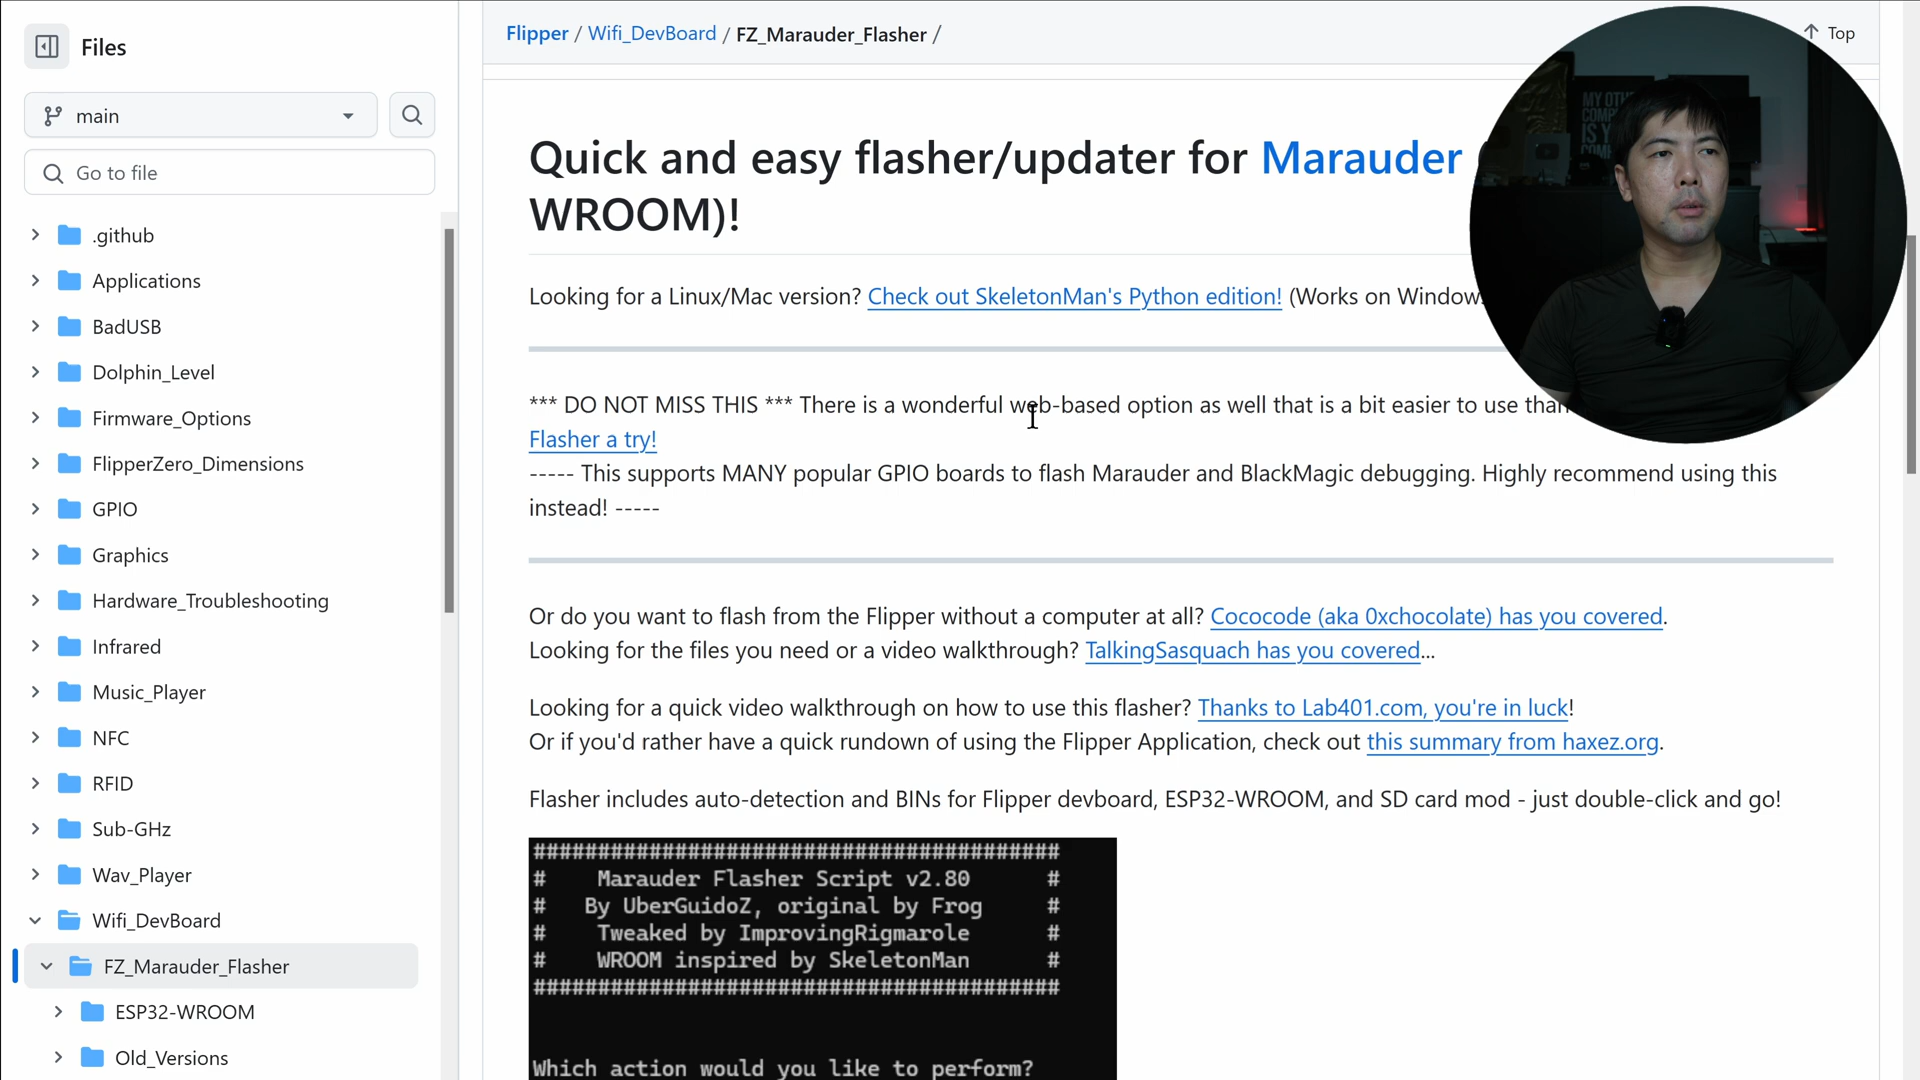 Files
main
Go to file
.github
Applications
BadUSB
Dolphin_Level
Firmware_Options
FlipperZero_Dimensions
GPIO
Graphics
Hardware_Troubleshooting
Infrared
Music_Player
NFC
RFID
Sub-GHz
Wav_Player
Wifi_DevBoard
FZ_Marauder_Flasher
ESP32-WROOM
Old_Versions
Flipper / Wifi_DevBoard / FZ_Marauder_Flasher /
Top
Quick and easy flasher/updater for Marauder
WROOM)!
Looking for a Linux/Mac version? Check out SkeletonMan's Python edition! (Works on Window
*** DO NOT MISS THIS *** There is a wonderful web-based option as well that is a bit easier to use than
Flasher a try!
----- This supports MANY popular GPIO boards to flash Marauder and BlackMagic debugging. Highly recommend using this
instead! -----
Or do you want to flash from the Flipper without a computer at all? Cococode (aka 0xchocolate) has you covered.
Looking for the files you need or a video walkthrough? TalkingSasquach has you covered...
Looking for a quick video walkthrough on how to use this flasher? Thanks to Lab401.com, you're in luck!
Or if you'd rather have a quick rundown of using the Flipper Application, check out this summary from haxez.org.
Flasher includes auto-detection and BINs for Flipper devboard, ESP32-WROOM, and SD card mod - just double-click and go!
#########################################
# Marauder Flasher Script v2.80 #
# By UberGuidoZ, original by Frog #
# Tweaked by ImprovingRigmarole #
# WROOM inspired by SkeletonMan #
#########################################
Which action would you like to perform?